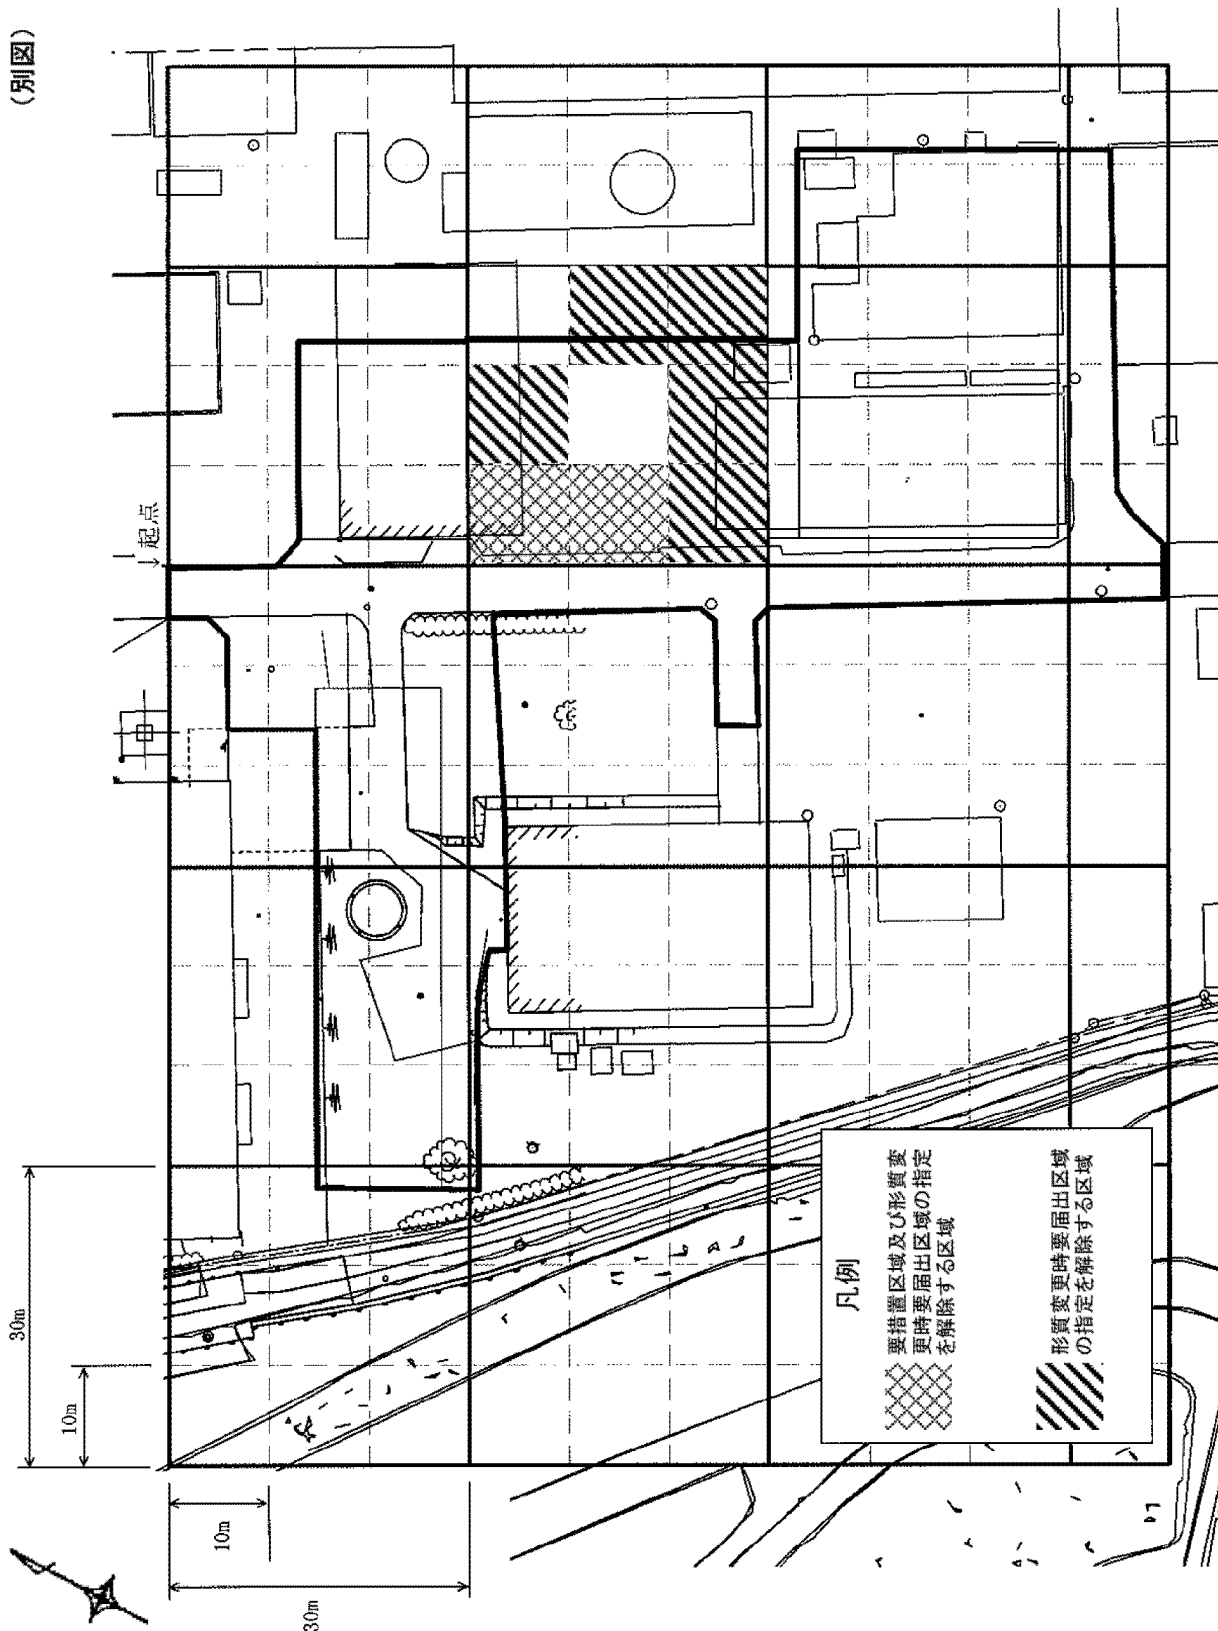 (別図)
起点
30m
10m
10m
30m
凡例
要措置区域及び形質変
更時要届出区域の指定
を解除する区域
形質変更時要届出区域
の指定を解除する区域